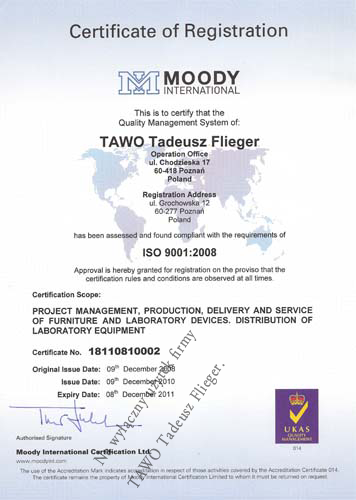 Certificate of Registration
MOODY
INTERNATIONAL
This is to certify that the
Quality Management System of:
TAWO Tadeusz Flieger
Operation Office
ul. Chodzieska 17
60-418 Poznań
Poland
Registration Address
ul. Grochowska 12
60-277 Poznań
Poland
has been assessed and found compliant with the requirements of
ISO 9001:2008
Approval is hereby granted for registration on the proviso that the
certification rules and conditions are observed at all times.
Certification Scope:
PROJECT MANAGEMENT, PRODUCTION, DELIVERY AND SERVICE
OF FURNITURE AND LABORATORY DEVICES. DISTRIBUTION OF
LABORATORY EQUIPMENT
Certificate No. 18110810002
Original Issue Date: 09th December 2008
Issue Date: 09th December 2010
Expiry Date: 08th December 2011
Na wyłączny użytek firmy
TAWO Tadeusz Flieger.
Authorised Signature
Moody International Certification Ltd.
www.moodyint.com
UKAS
QUALITY
MANAGEMENT
014
The use of the Accreditation Mark indicates accreditation in respect of those activities covered by the Accreditation Certificate 014.
The certificate remains the property of Moody International Certification Limited to whom it must be returned on request.